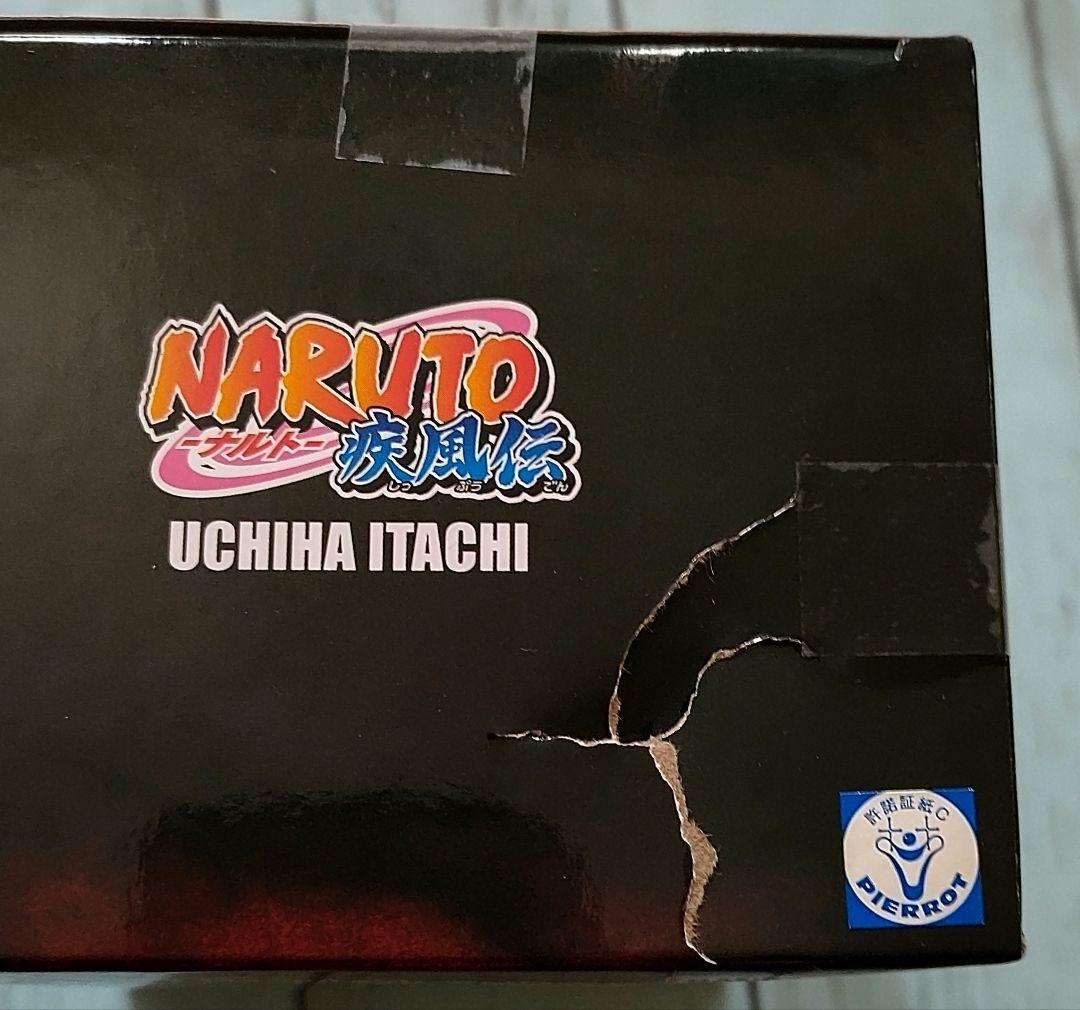 NARUTO
-ナルト- 疾風伝
しっ ぷう でん
UCHIHA ITACHI
許諾証紙C
PIERROT